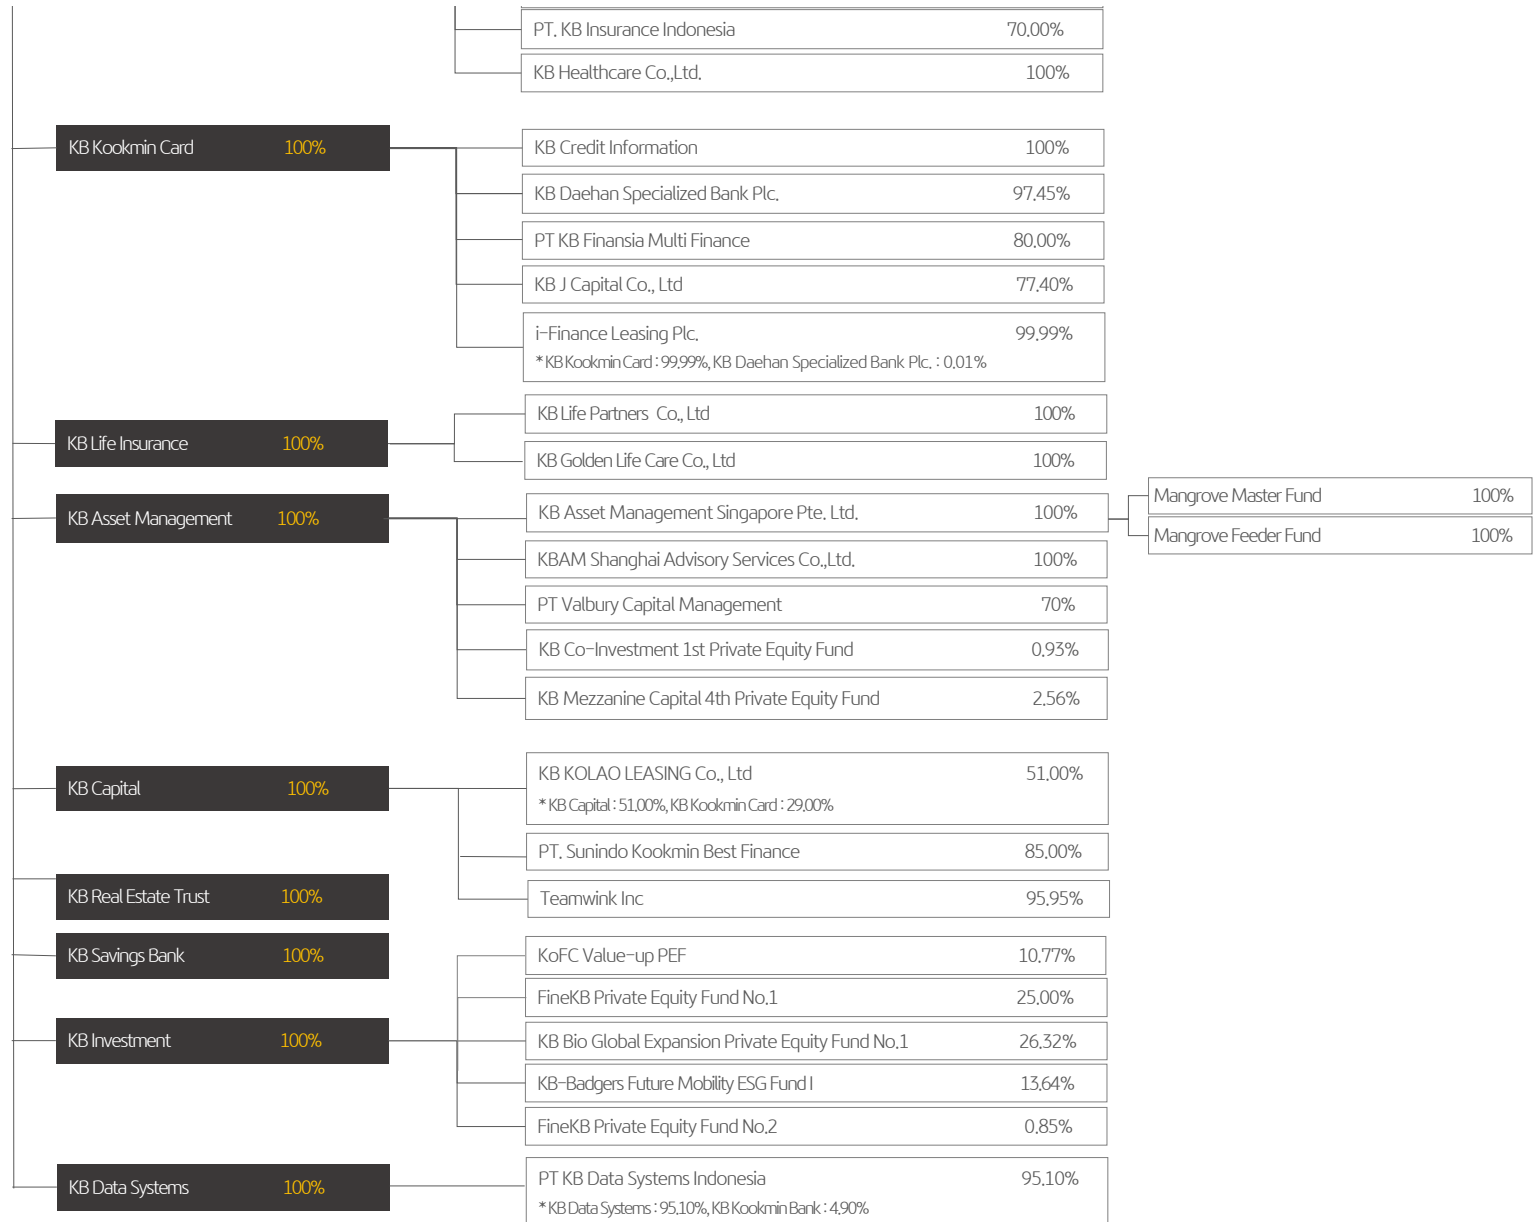 PT. KB Insurance Indonesia 70.00%
KB Healthcare Co.,Ltd. 100%
KB Kookmin Card 100%
KB Credit Information 100%
KB Daehan Specialized Bank Plc. 97.45%
PT KB Finansia Multi Finance 80.00%
KB J Capital Co., Ltd 77.40%
i-Finance Leasing Plc. 99.99%
* KB Kookmin Card : 99.99%, KB Daehan Specialized Bank Plc. : 0.01%
KB Life Insurance 100%
KB Life Partners Co., Ltd 100%
KB Golden Life Care Co., Ltd 100%
KB Asset Management 100%
KB Asset Management Singapore Pte. Ltd. 100%
Mangrove Master Fund 100%
Mangrove Feeder Fund 100%
KBAM Shanghai Advisory Services Co.,Ltd. 100%
PT Valbury Capital Management 70%
KB Co-Investment 1st Private Equity Fund 0.93%
KB Mezzanine Capital 4th Private Equity Fund 2.56%
KB Capital 100%
KB KOLAO LEASING Co., Ltd 51.00%
* KB Capital : 51.00%, KB Kookmin Card : 29.00%
PT. Sunindo Kookmin Best Finance 85.00%
Teamwink Inc 95.95%
KB Real Estate Trust 100%
KB Savings Bank 100%
KB Investment 100%
KoFC Value-up PEF 10.77%
FineKB Private Equity Fund No.1 25.00%
KB Bio Global Expansion Private Equity Fund No.1 26.32%
KB-Badgers Future Mobility ESG Fund I 13.64%
FineKB Private Equity Fund No.2 0.85%
KB Data Systems 100%
PT KB Data Systems Indonesia 95.10%
* KB Data Systems : 95.10%, KB Kookmin Bank : 4.90%